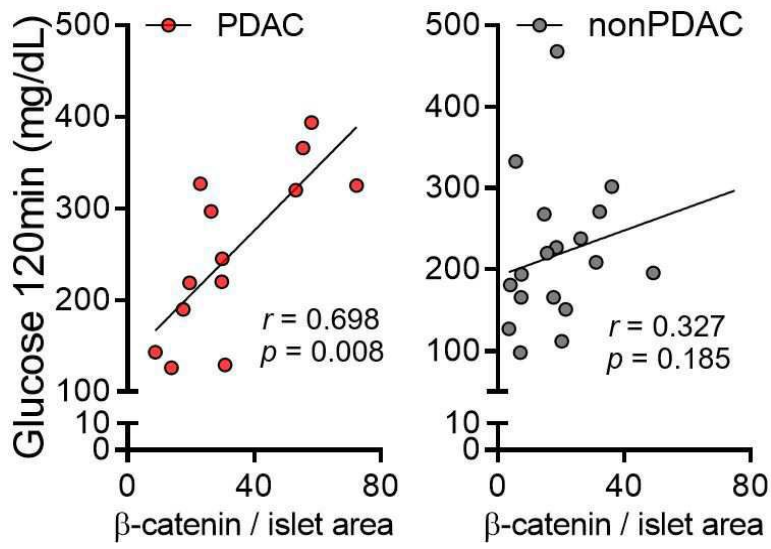 PDAC
Glucose 120min (mg/dL)
500
400
300
200
100
10
0
r = 0.698
p = 0.008
0 40 80
β-catenin / islet area
nonPDAC
500
400
300
200
100
10
0
r = 0.327
p = 0.185
0 40 80
β-catenin / islet area